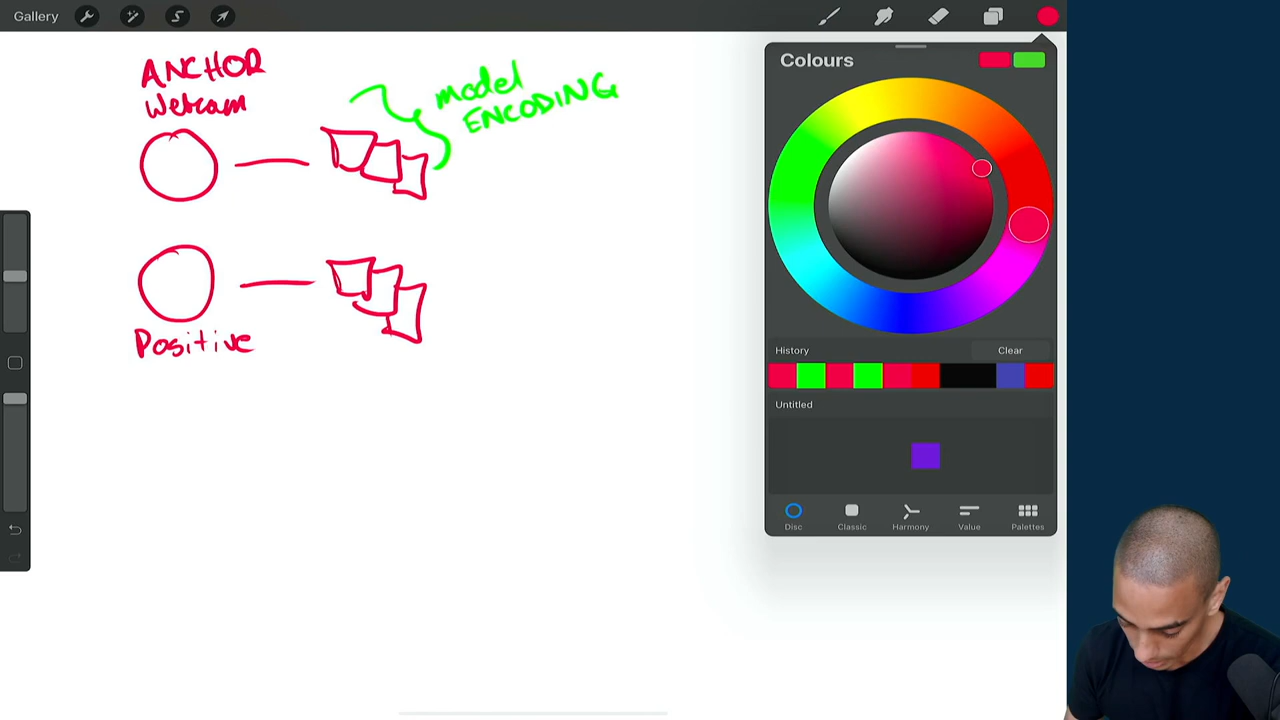 Gallery
ANCHOR
Webcam
model
ENCODING
Positive
Colours
History
Clear
Untitled
Disc
Classic
Harmony
Value
Palettes